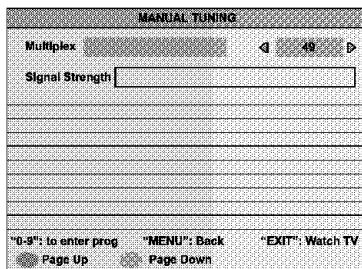 MANUAL TUNING
Multiplex 49
Signal Strength
"0-9": to enter prog "MENU": Back "EXIT": Watch TV
Page Up Page Down